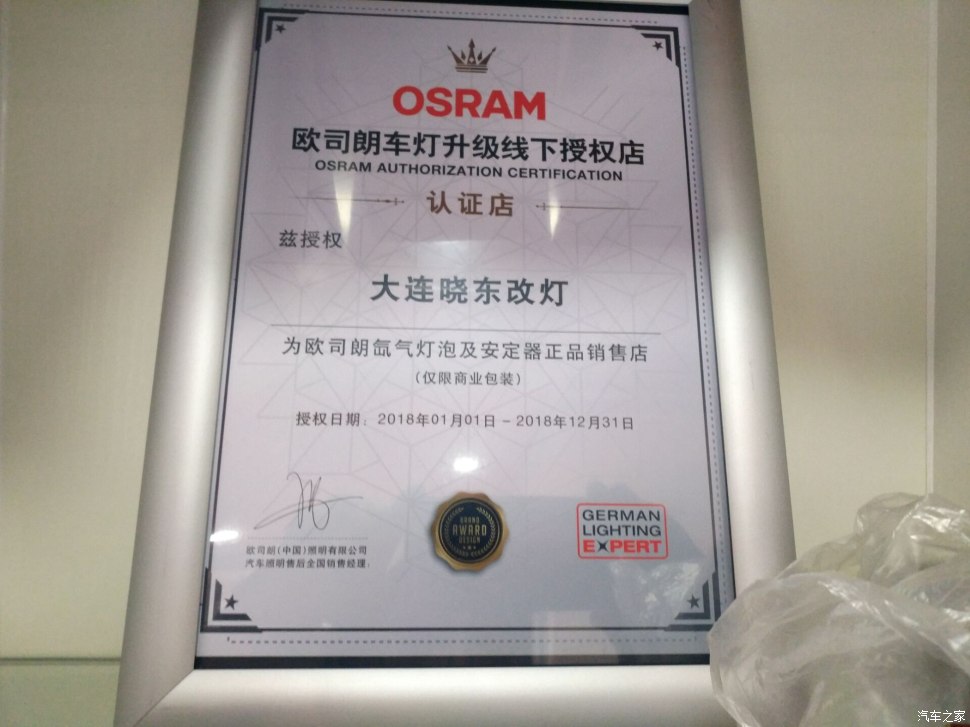 OSRAM
欧司朗车灯升级线下授权店
OSRAM AUTHORIZATION CERTIFICATION
认证店
兹授权
大连晓东改灯
为欧司朗氙气灯泡及安定器正品销售店
（仅限商业包装）
授权日期：2018年01月01日－2018年12月31日
欧司朗(中国)照明有限公司
汽车照明售后全国销售经理
BRAND
AWARD
DESIGN
GERMAN
LIGHTING
EXPERT
汽车之家